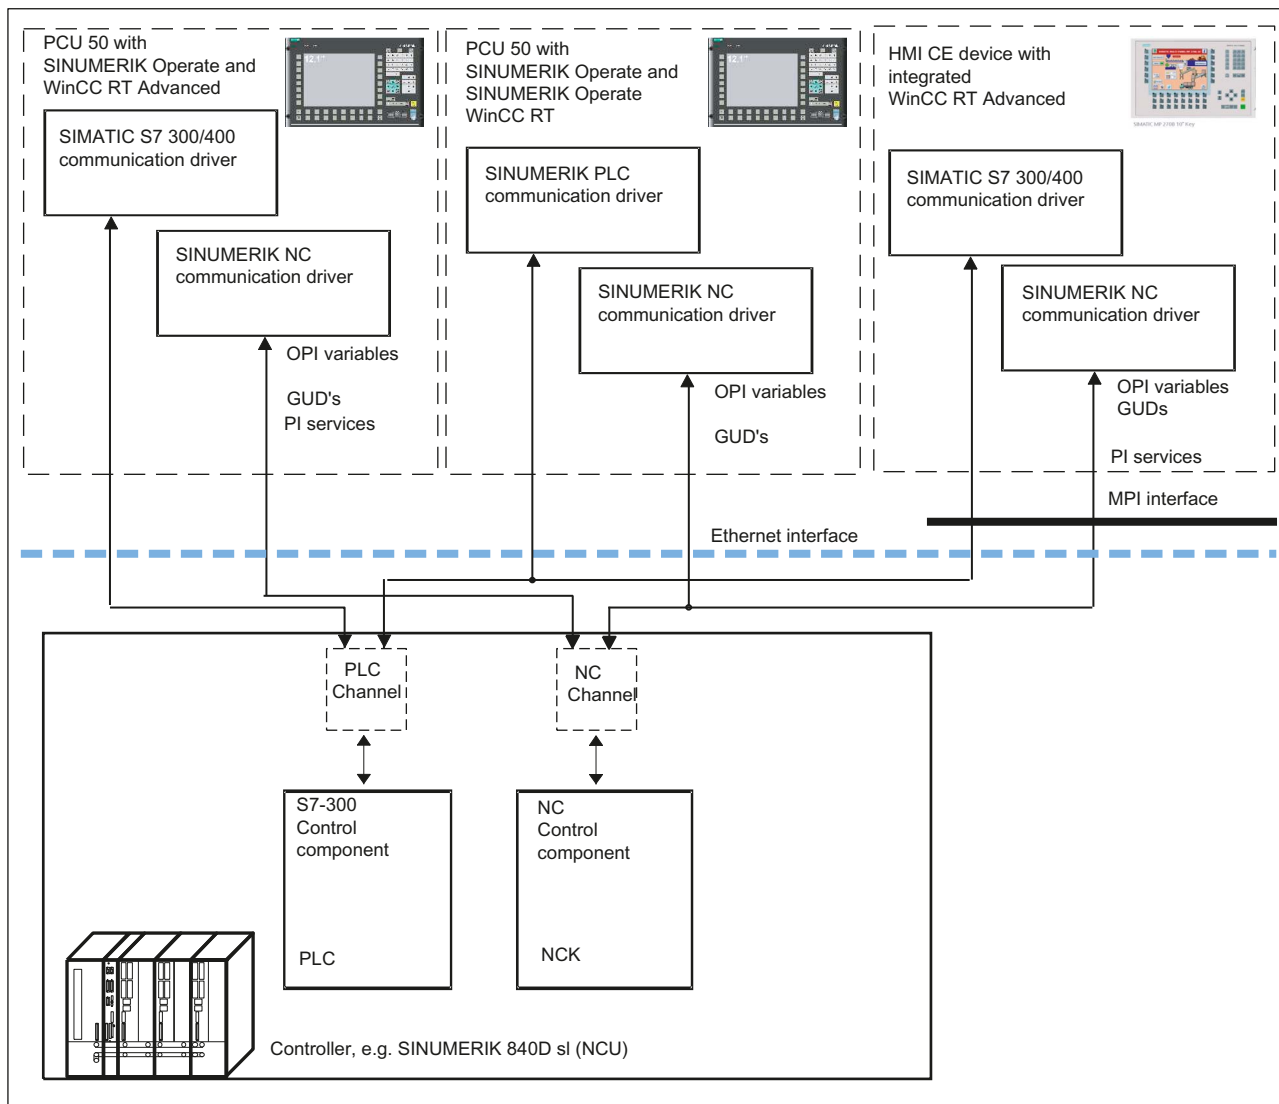 PCU 50 with
SINUMERIK Operate and
WinCC RT Advanced
SIMATIC S7 300/400
communication driver
SINUMERIK NC
communication driver
OPI variables
GUD's
PI services
12.1"
PCU 50 with
SINUMERIK Operate and
SINUMERIK Operate
WinCC RT
SINUMERIK PLC
communication driver
SINUMERIK NC
communication driver
OPI variables
GUD's
12.1"
HMI CE device with
integrated
WinCC RT Advanced
SIMATIC S7 300/400
communication driver
SINUMERIK NC
communication driver
OPI variables
GUDs
PI services
MPI interface
Ethernet interface
PLC
Channel
NC
Channel
S7-300
Control
component
PLC
NC
Control
component
NCK
Controller, e.g. SINUMERIK 840D sl (NCU)